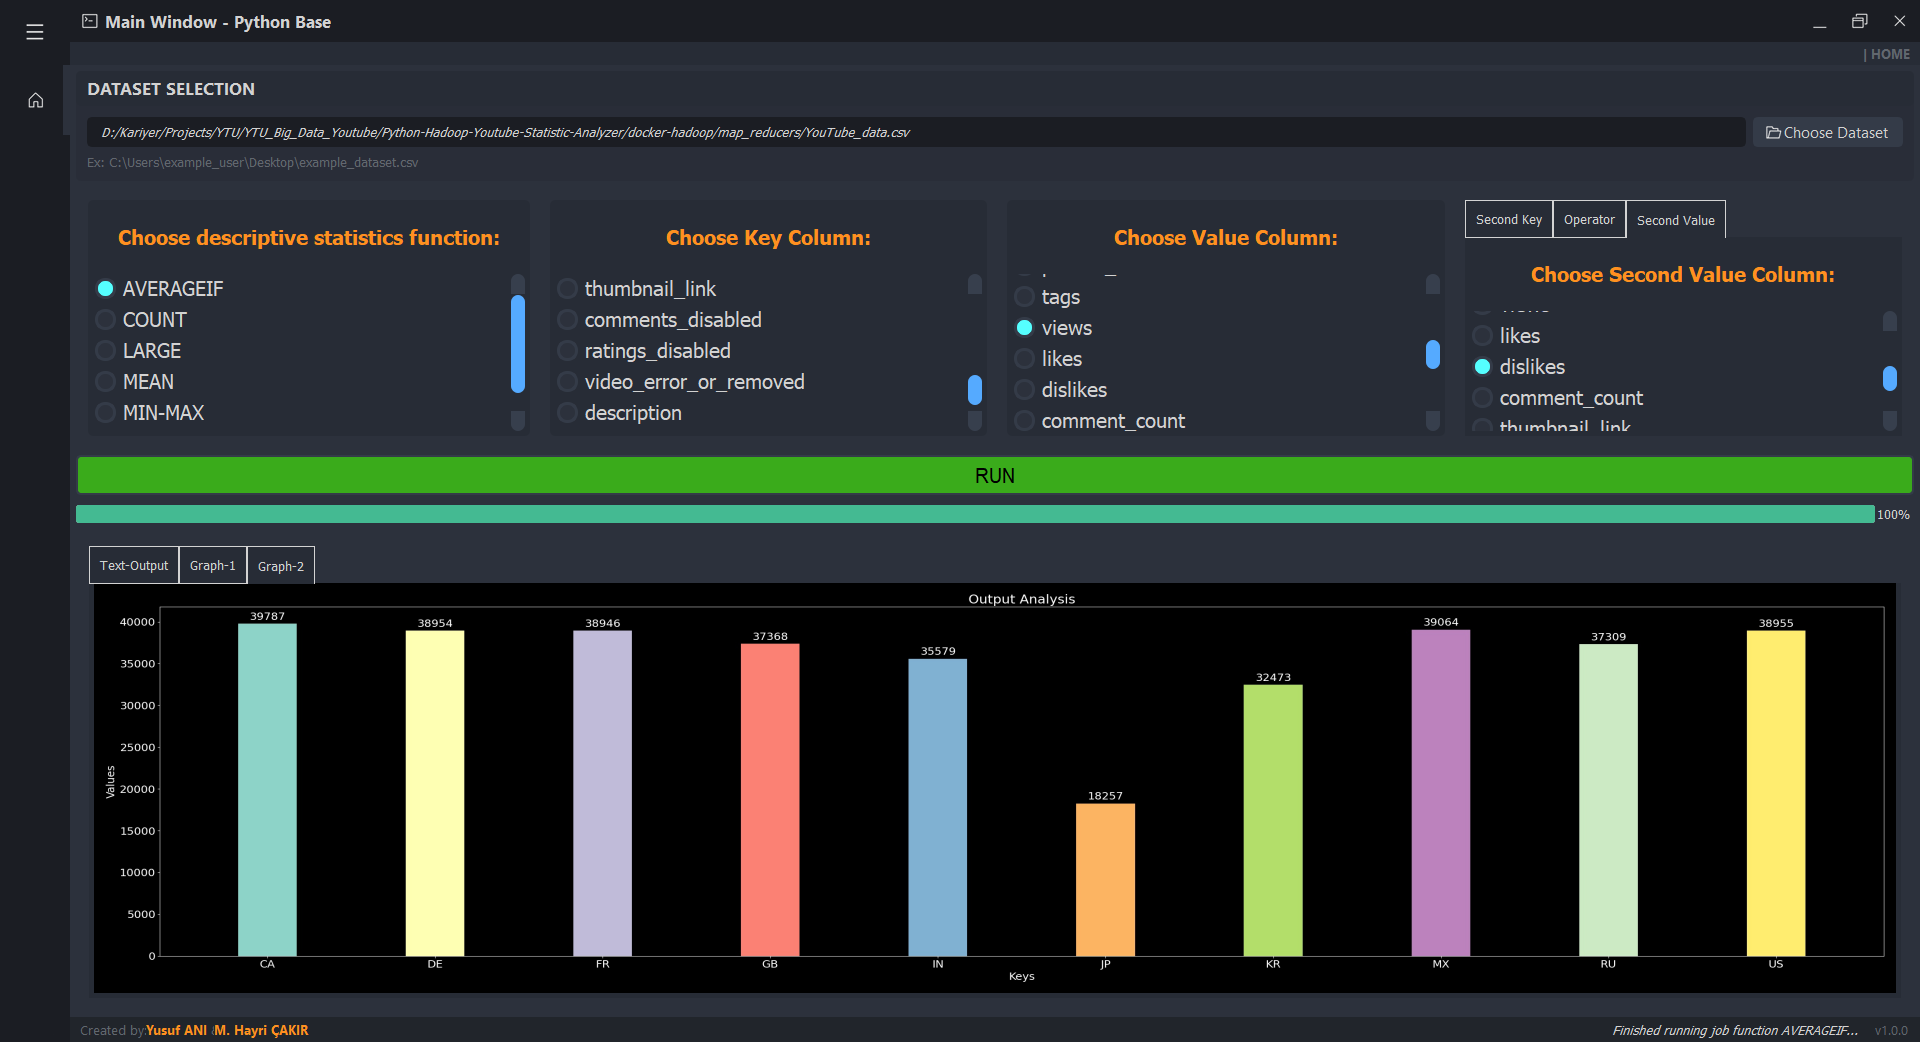 Main Window - Python Base
| HOME
DATASET SELECTION
D:/Kariyer/Projects/YTU/YTU_Big_Data_Youtube/Python-Hadoop-Youtube-Statistic-Analyzer/docker-hadoop/map_reducers/YouTube_data.csv
Choose Dataset
Ex: C:\Users\example_user\Desktop\example_dataset.csv
Choose descriptive statistics function:
AVERAGEIF
COUNT
LARGE
MEAN
MIN-MAX
Choose Key Column:
thumbnail_link
comments_disabled
ratings_disabled
video_error_or_removed
description
Choose Value Column:
tags
views
likes
dislikes
comment_count
Second Key
Operator
Second Value
Choose Second Value Column:
likes
dislikes
comment_count
thumbnail_link
RUN
100%
Text-Output
Graph-1
Graph-2
Output Analysis
39787
38954
38946
37368
35579
18257
32473
39064
37309
38955
40000
35000
30000
25000
20000
15000
10000
5000
0
Values
CA
DE
FR
GB
IN
JP
KR
MX
RU
US
Keys
Created by:Yusuf ANI M. Hayri ÇAKIR
Finished running job function AVERAGEIF...
v1.0.0